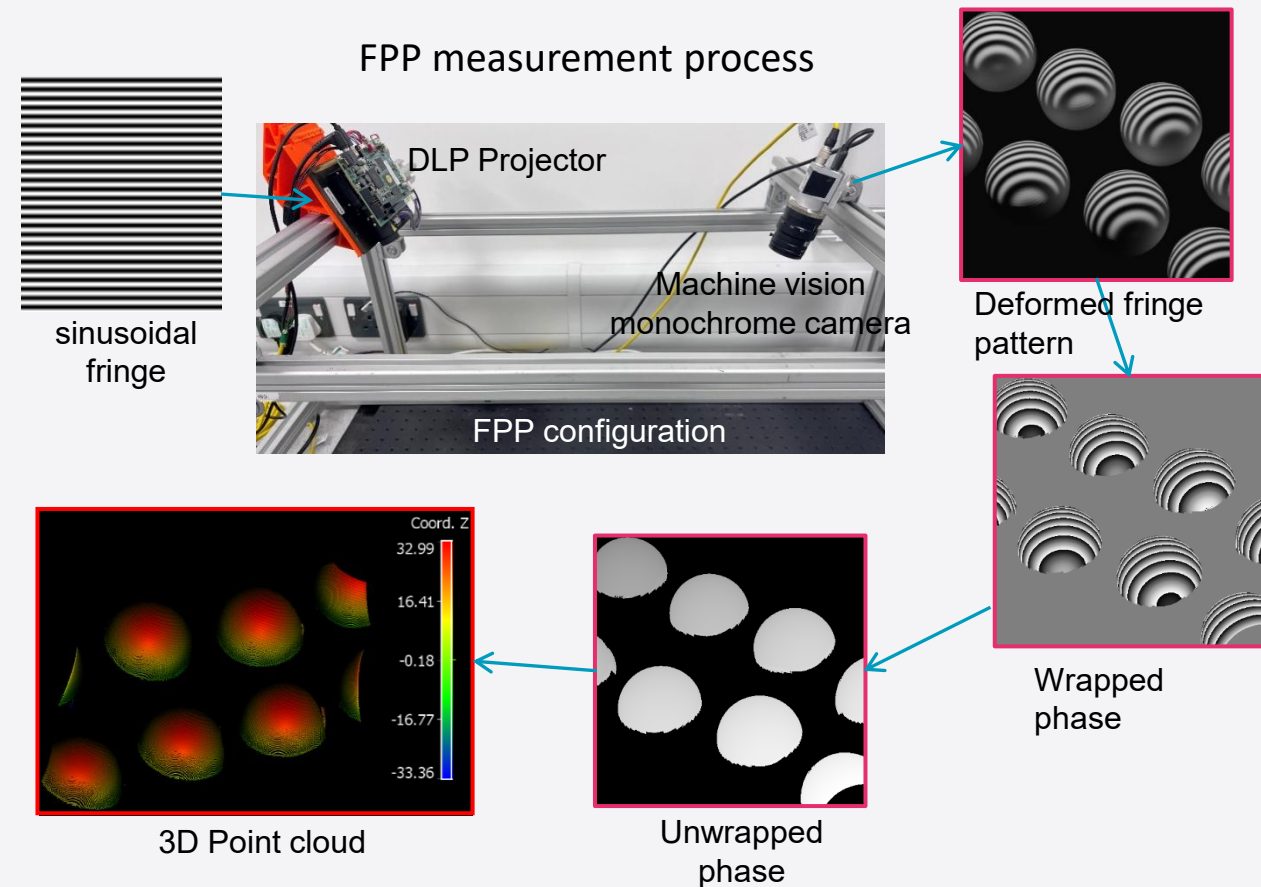 FPP measurement process
sinusoidal
fringe
DLP Projector
Machine vision
monochrome camera
FPP configuration
Deformed fringe
pattern
Wrapped
phase
Unwrapped
phase
Coord. Z
32.99
16.41
-0.18
-16.77
-33.36
3D Point cloud